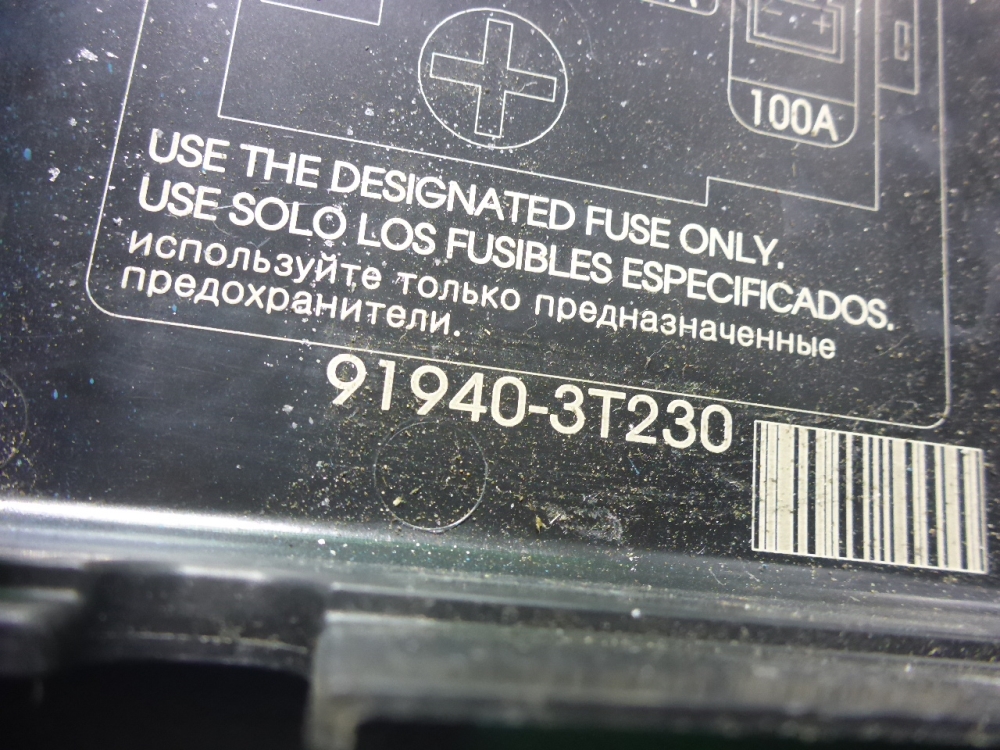 100A
USE THE DESIGNATED FUSE ONLY.
USE SOLO LOS FUSIBLES ESPECIFICADOS.
используйте только предназначенные
предохранители.
91940-3T230